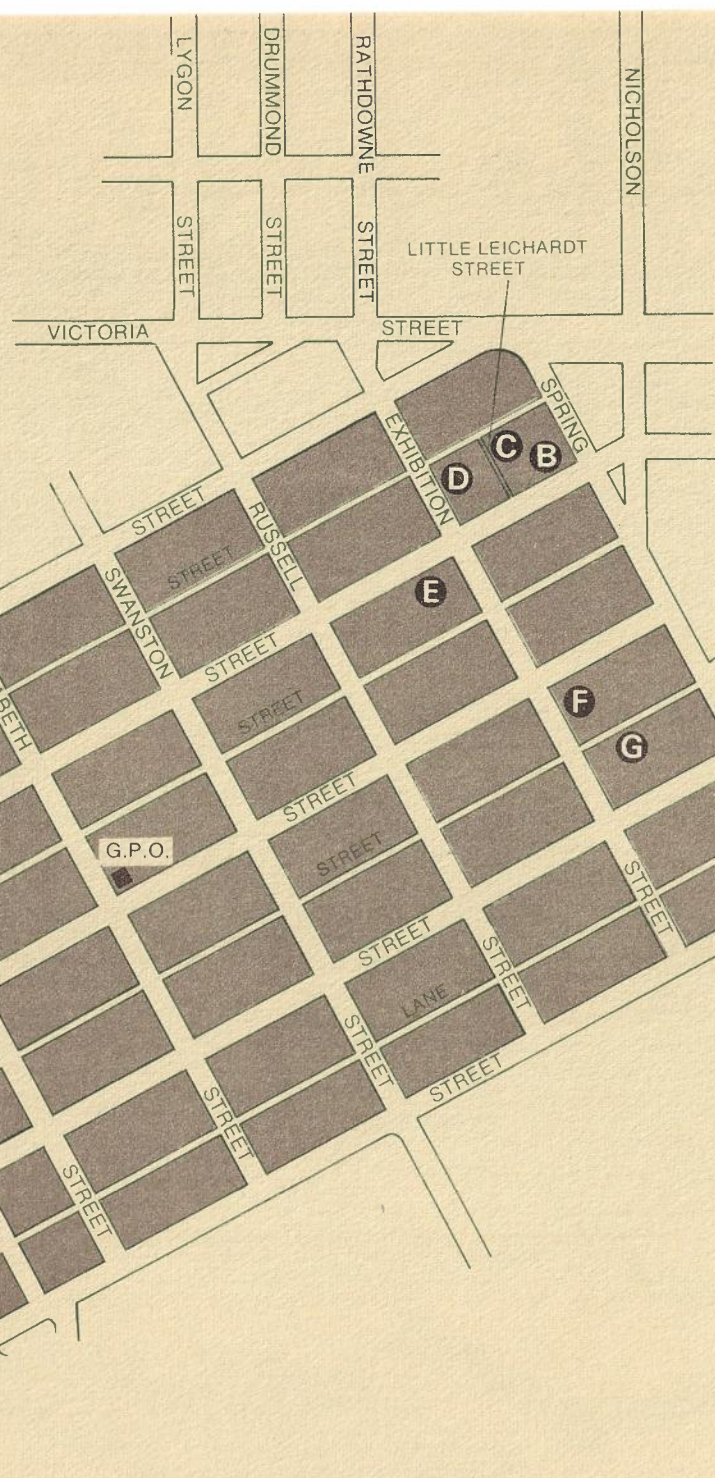 LYGON
DRUMMOND
RATHDOWNE
NICHOLSON
STREET
STREET
STREET
LITTLE LEICHARDT
STREET
VICTORIA
STREET
SPRING
EXHIBITION
C
B
D
STREET
RUSSELL
STREET
SWANSTON
E
STREET
BETH
STREET
F
G
STREET
G.P.O.
STREET
STREET
STREET
STREET
LANE
STREET
STREET
STREET
STREET